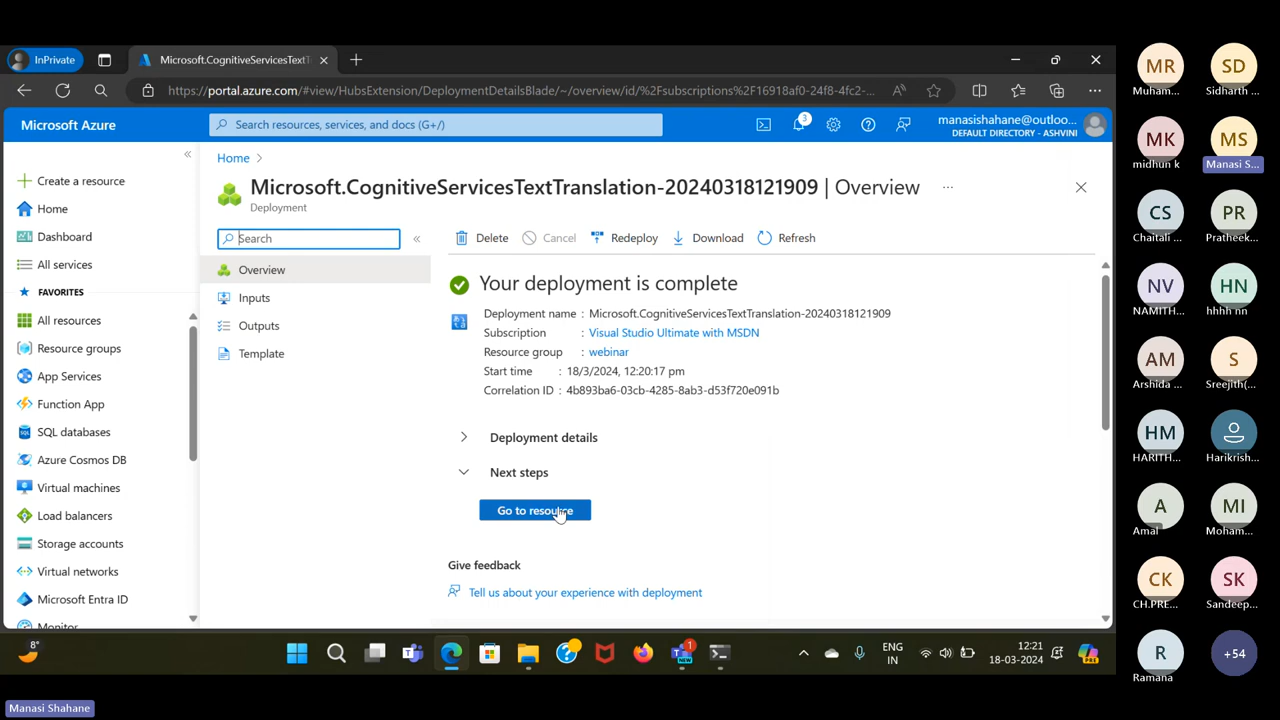 InPrivate
Microsoft.CognitiveServicesTextT
https://portal.azure.com/#view/HubsExtension/DeploymentDetailsBlade/~/overview/id/%2Fsubscriptions%2F16918af0-24f8-4fc2-...
Microsoft Azure
Search resources, services, and docs (G+/)
3
manasishahane@outloo...
DEFAULT DIRECTORY - ASHVINI
Create a resource
Home
Dashboard
All services
FAVORITES
All resources
Resource groups
App Services
Function App
SQL databases
Azure Cosmos DB
Virtual machines
Load balancers
Storage accounts
Virtual networks
Microsoft Entra ID
Monitor
Home
Microsoft.CognitiveServicesTextTranslation-20240318121909 | Overview
...
Deployment
Search
Overview
Inputs
Outputs
Template
Delete
Cancel
Redeploy
Download
Refresh
Your deployment is complete
Deployment name : Microsoft.CognitiveServicesTextTranslation-20240318121909
Subscription : Visual Studio Ultimate with MSDN
Resource group : webinar
Start time : 18/3/2024, 12:20:17 pm
Correlation ID : 4b893ba6-03cb-4285-8ab3-d53f720e091b
Deployment details
Next steps
Go to resource
Give feedback
Tell us about your experience with deployment
8°
1
NEW
ENG
IN
12:21
18-03-2024
PRE
Manasi Shahane
MR
Muham...
SD
Sidharth ...
MK
midhun k
MS
Manasi S...
CS
Chaitali ...
PR
Pratheek...
NV
NAMITH...
HN
hhhh nn
AM
Arshida ...
S
Sreejith(...
HM
HARITH...
Harikrish...
A
Amal
MI
Moham...
CK
CH.PRE...
SK
Sandeep...
R
Ramana
+54